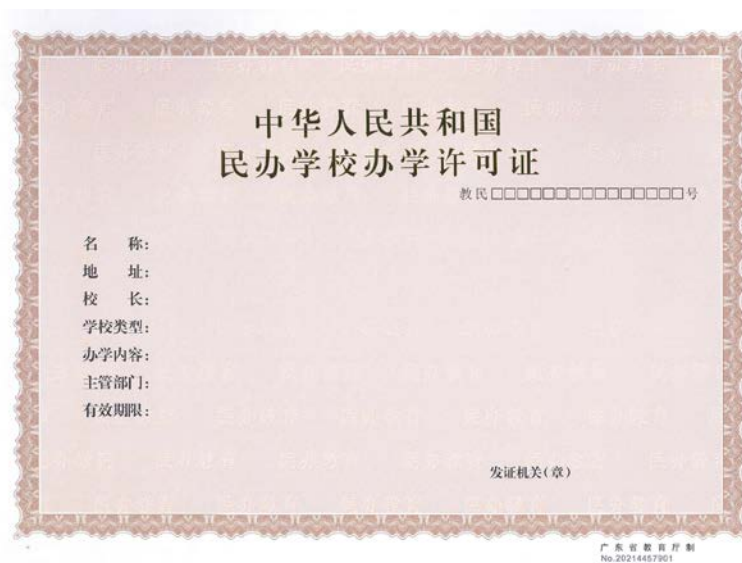 中华人民共和国
民办学校办学许可证
教民□□□□□□□□□□□□□□□号
名 称：
地 址：
校 长：
学校类型：
办学内容：
主管部门：
有效期限：
发证机关（章）
广东省教育厅制
No.20214457901